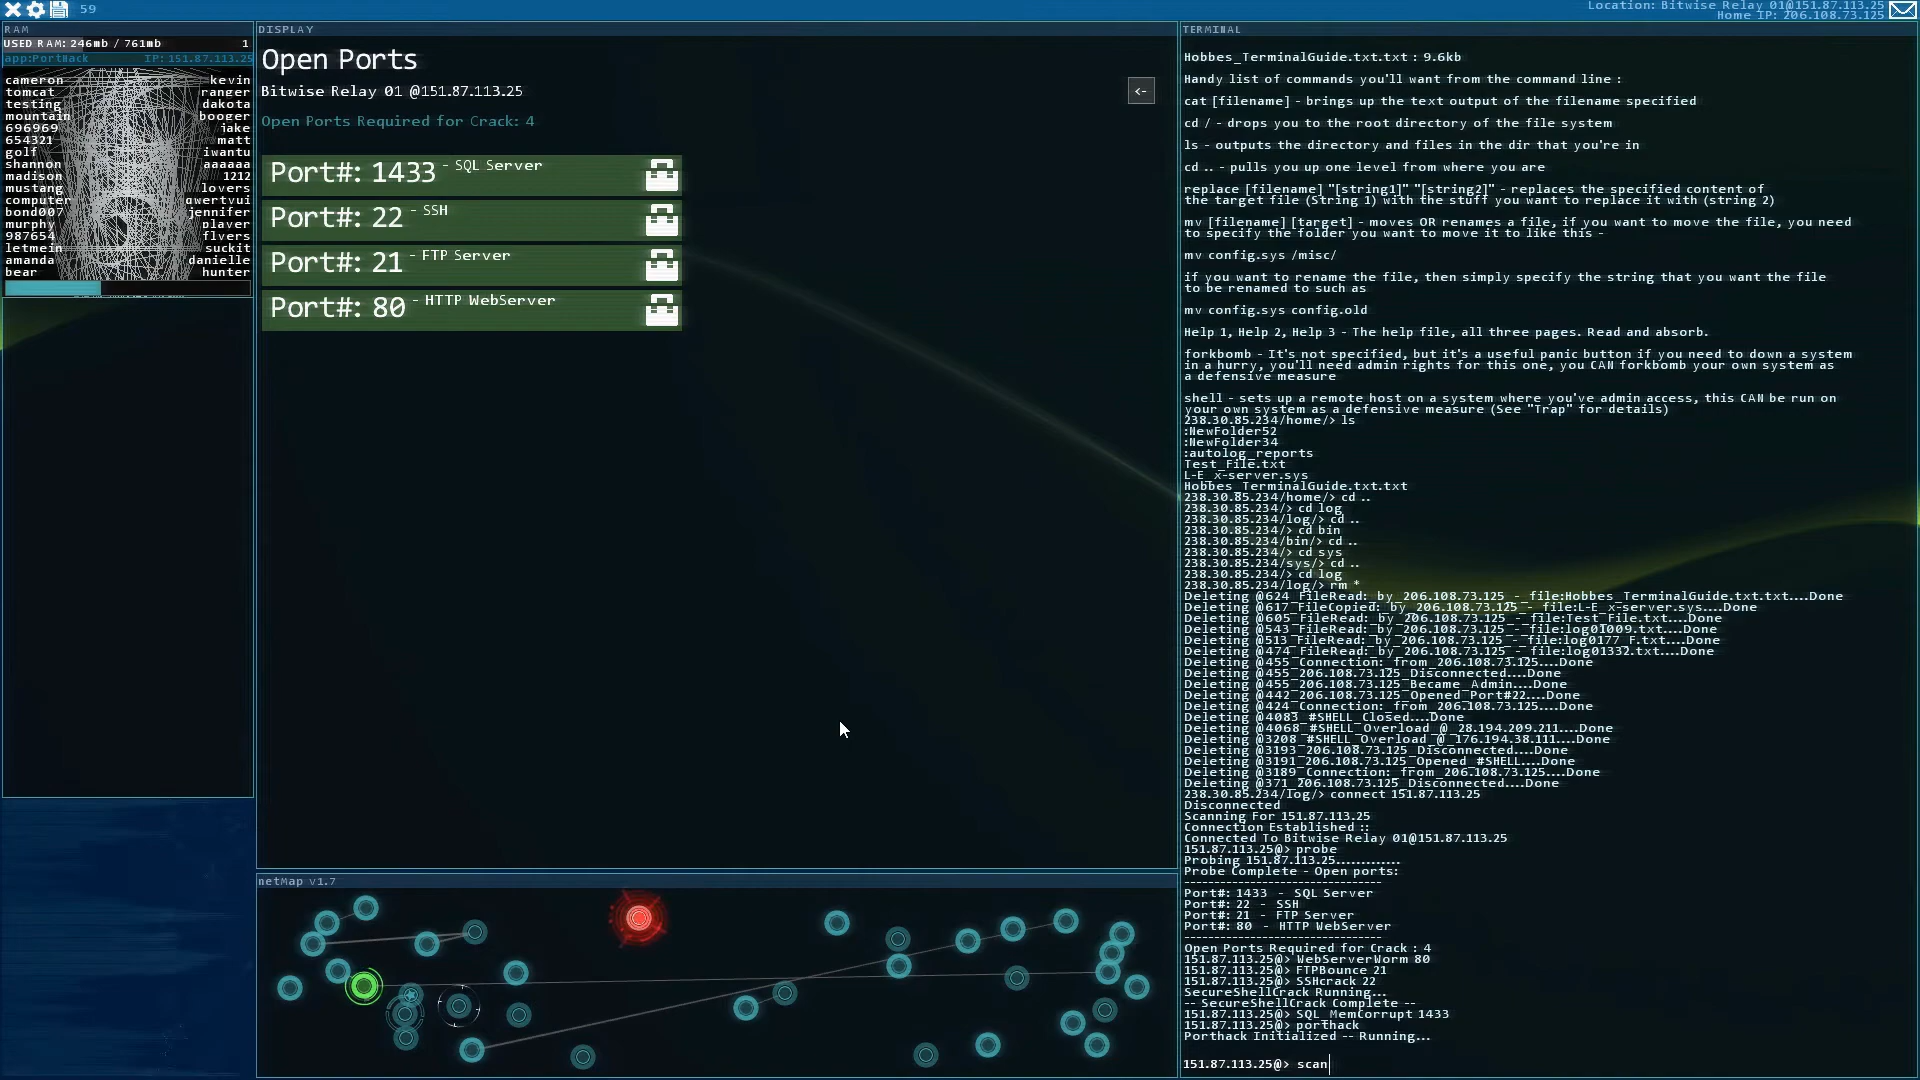 59
Location: Bitwise Relay 01@151.87.113.25
Home IP: 206.108.73.125
RAM
USED RAM: 246mb / 761mb 1
app:PortHack IP: 151.87.113.25
cameron kevin
tomcat ranger
testing dakota
mountain booger
696969 jake
654321 matt
golf iwantu
shannon aaaaaa
madison 1212
mustang lovers
computer qwertyui
bond007 jennifer
murphy player
987654 flyers
letmein suckit
amanda danielle
bear hunter
DISPLAY
Open Ports
Bitwise Relay 01 @151.87.113.25
<-
Open Ports Required for Crack: 4
Port#: 1433 - SQL Server
Port#: 22 - SSH
Port#: 21 - FTP Server
Port#: 80 - HTTP WebServer
netMap v1.7
TERMINAL
Hobbes_TerminalGuide.txt.txt : 9.6kb
Handy list of commands you'll want from the command line :
cat [filename] - brings up the text output of the filename specified
cd / - drops you to the root directory of the file system
ls - outputs the directory and files in the dir that you're in
cd .. - pulls you up one level from where you are
replace [filename] "[string1]" "[string2]" - replaces the specified content of
the target file (String 1) with the stuff you want to replace it with (string 2)
mv [filename] [target] - moves OR renames a file, if you want to move the file, you need
to specify the folder you want to move it to like this -
mv config.sys /misc/
if you want to rename the file, then simply specify the string that you want the file
to be renamed to such as
mv config.sys config.old
Help 1, Help 2, Help 3 - The help file, all three pages. Read and absorb.
forkbomb - It's not specified, but it's a useful panic button if you need to down a system
in a hurry, you'll need admin rights for this one, you CAN forkbomb your own system as
a defensive measure
shell - sets up a remote host on a system where you've admin access, this CAN be run on
your own system as a defensive measure (See "Trap" for details)
238.30.85.234/home/> ls
:NewFolder52
:NewFolder34
:autolog_reports
Test_File.txt
L-E_x-server.sys
Hobbes_TerminalGuide.txt.txt
238.30.85.234/home/> cd ..
238.30.85.234/> cd log
238.30.85.234/log/> cd ..
238.30.85.234/> cd bin
238.30.85.234/bin/> cd ..
238.30.85.234/> cd sys
238.30.85.234/sys/> cd ..
238.30.85.234/> cd log
238.30.85.234/log/> rm *
Deleting @624_FileRead:_by_206.108.73.125_-_file:Hobbes_TerminalGuide.txt.txt....Done
Deleting @617_FileCopied:_by_206.108.73.125_-_file:L-E_x-server.sys....Done
Deleting @605_FileRead:_by_206.108.73.125_-_file:Test_File.txt....Done
Deleting @543_FileRead:_by_206.108.73.125_-_file:log01009.txt....Done
Deleting @513_FileRead:_by_206.108.73.125_-_file:log0177_F.txt....Done
Deleting @474_FileRead:_by_206.108.73.125_-_file:log01332.txt....Done
Deleting @455_Connection:_from_206.108.73.125....Done
Deleting @455_206.108.73.125_Disconnected....Done
Deleting @455_206.108.73.125_Became_Admin....Done
Deleting @442_206.108.73.125_Opened_Port#22....Done
Deleting @424_Connection:_from_206.108.73.125....Done
Deleting @4083_#SHELL_Closed....Done
Deleting @4068_#SHELL_Overload_@_28.194.209.211....Done
Deleting @3208_#SHELL_Overload_@_176.194.38.111....Done
Deleting @3193_206.108.73.125_Disconnected....Done
Deleting @3191_206.108.73.125_Opened_#SHELL....Done
Deleting @3189_Connection:_from_206.108.73.125....Done
Deleting @371_206.108.73.125_Disconnected....Done
238.30.85.234/log/> connect 151.87.113.25
Disconnected
Scanning For 151.87.113.25
Connection Established ::
Connected To Bitwise Relay 01@151.87.113.25
151.87.113.25@> probe
Probing 151.87.113.25.............
Probe Complete - Open ports:
---------------------------------
Port#: 1433 - SQL Server
Port#: 22 - SSH
Port#: 21 - FTP Server
Port#: 80 - HTTP WebServer
---------------------------------
Open Ports Required for Crack : 4
151.87.113.25@> WebServerWorm 80
151.87.113.25@> FTPBounce 21
151.87.113.25@> SSHcrack 22
SecureShellCrack Running...
-- SecureShellCrack Complete --
151.87.113.25@> SQL_MemCorrupt 1433
151.87.113.25@> porthack
Porthack Initialized -- Running...
151.87.113.25@> scan